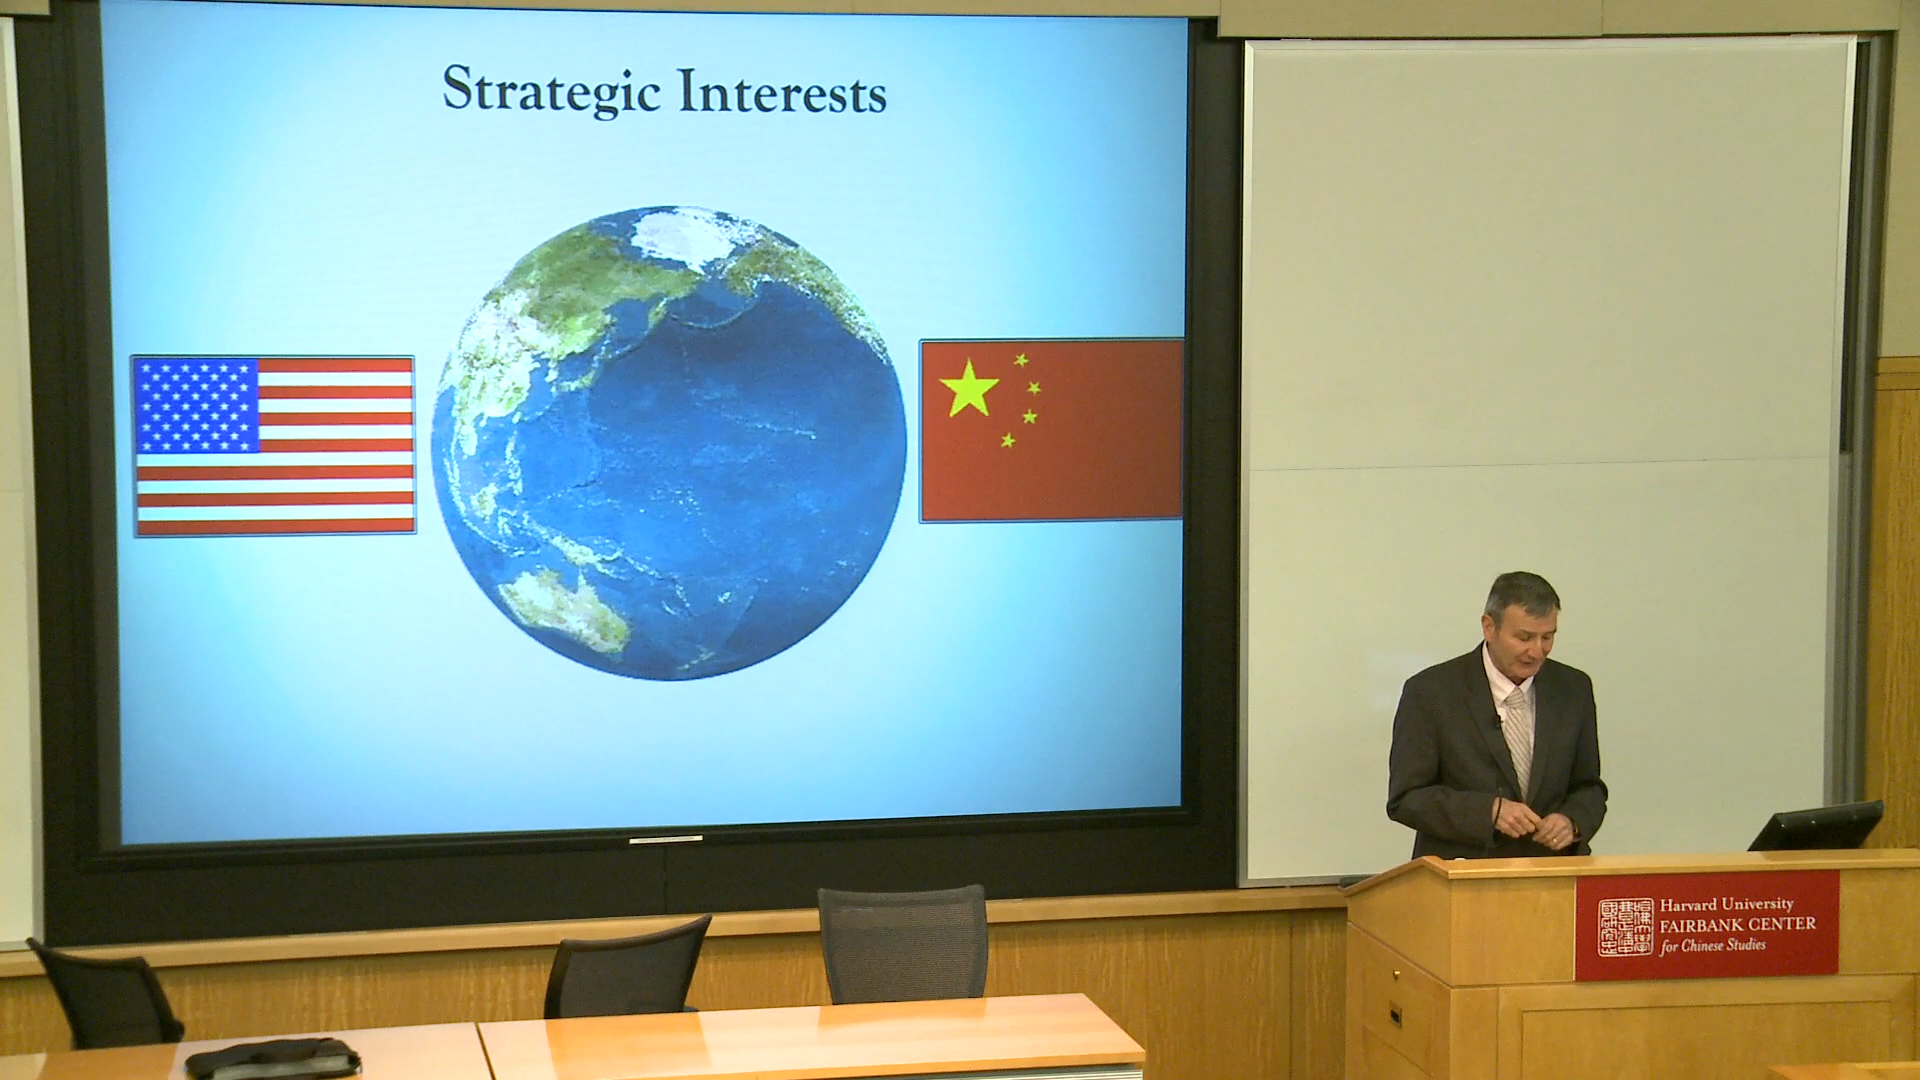 Strategic Interests
Harvard University
FAIRBANK CENTER
for Chinese Studies